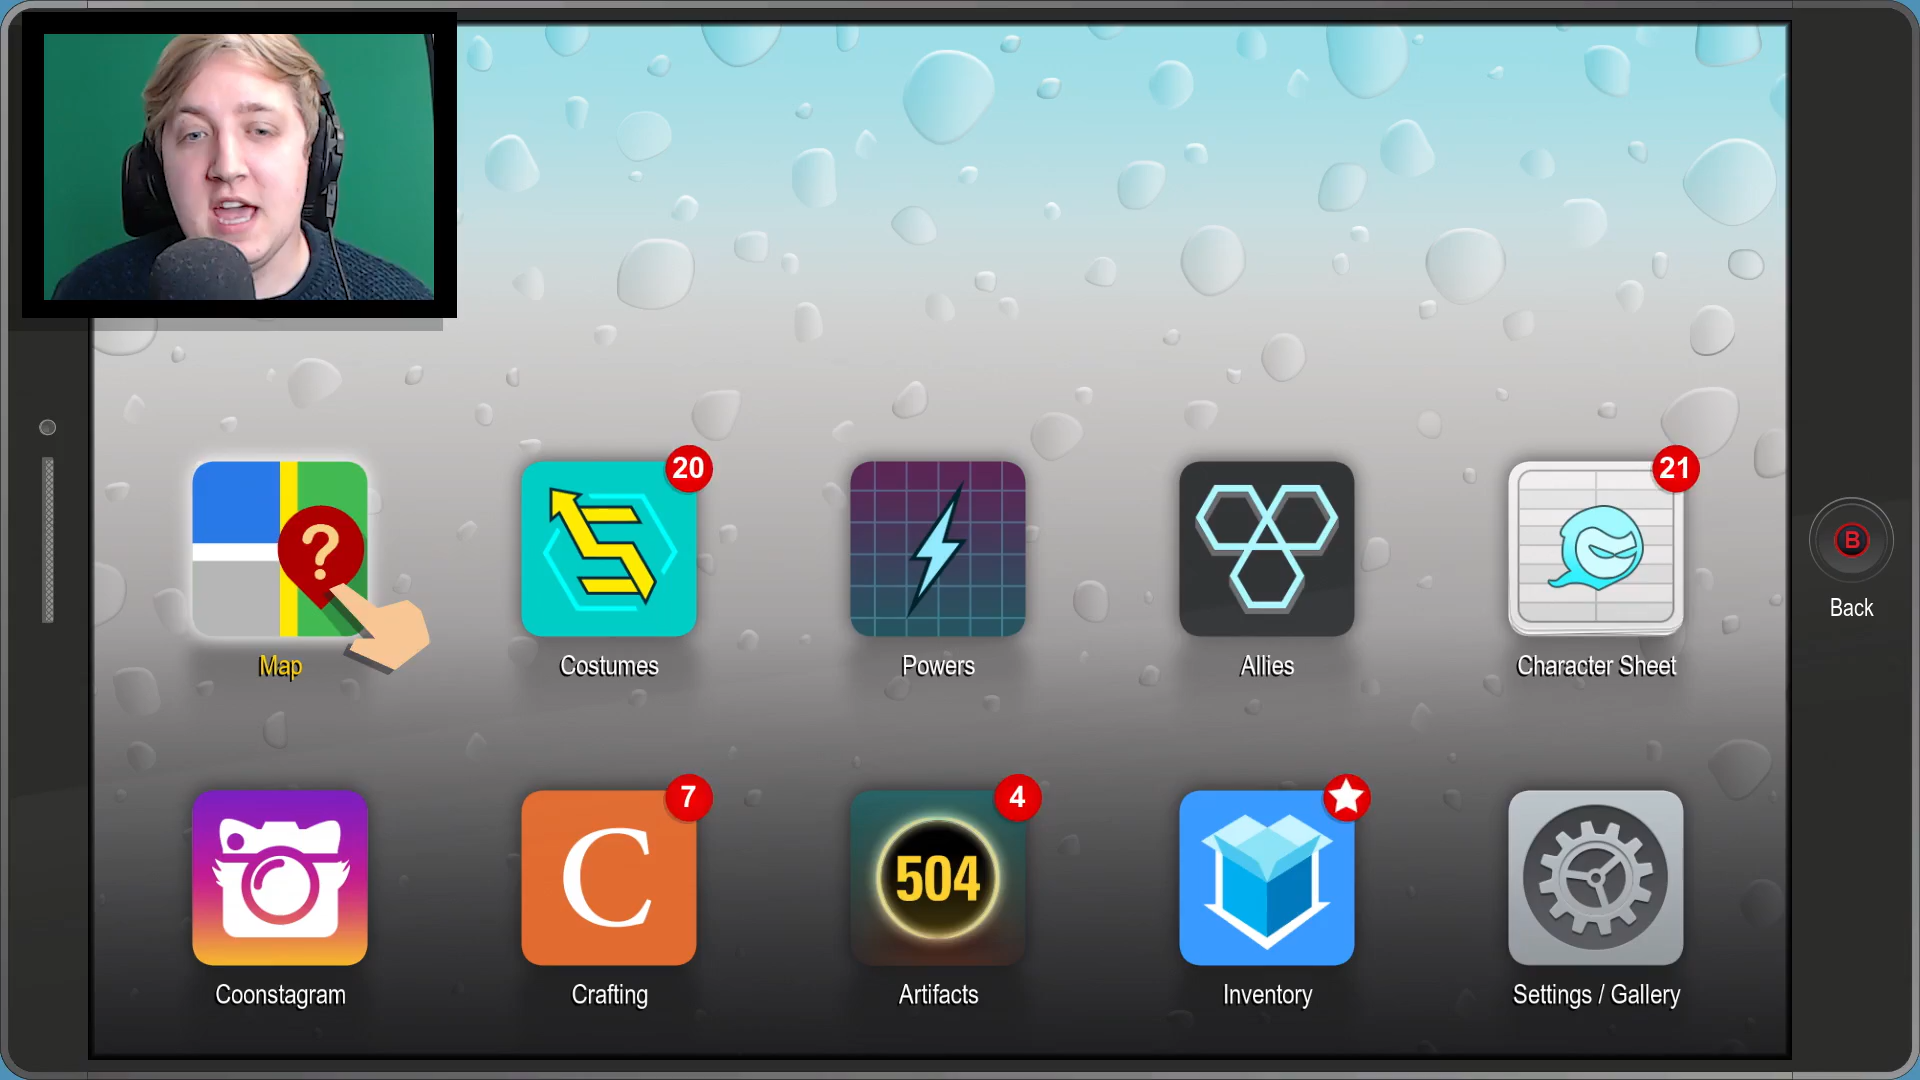 20
21
?
B
Back
Map
Costumes
Powers
Allies
Character Sheet
7
4
C
504
Coonstagram
Crafting
Artifacts
Inventory
Settings / Gallery